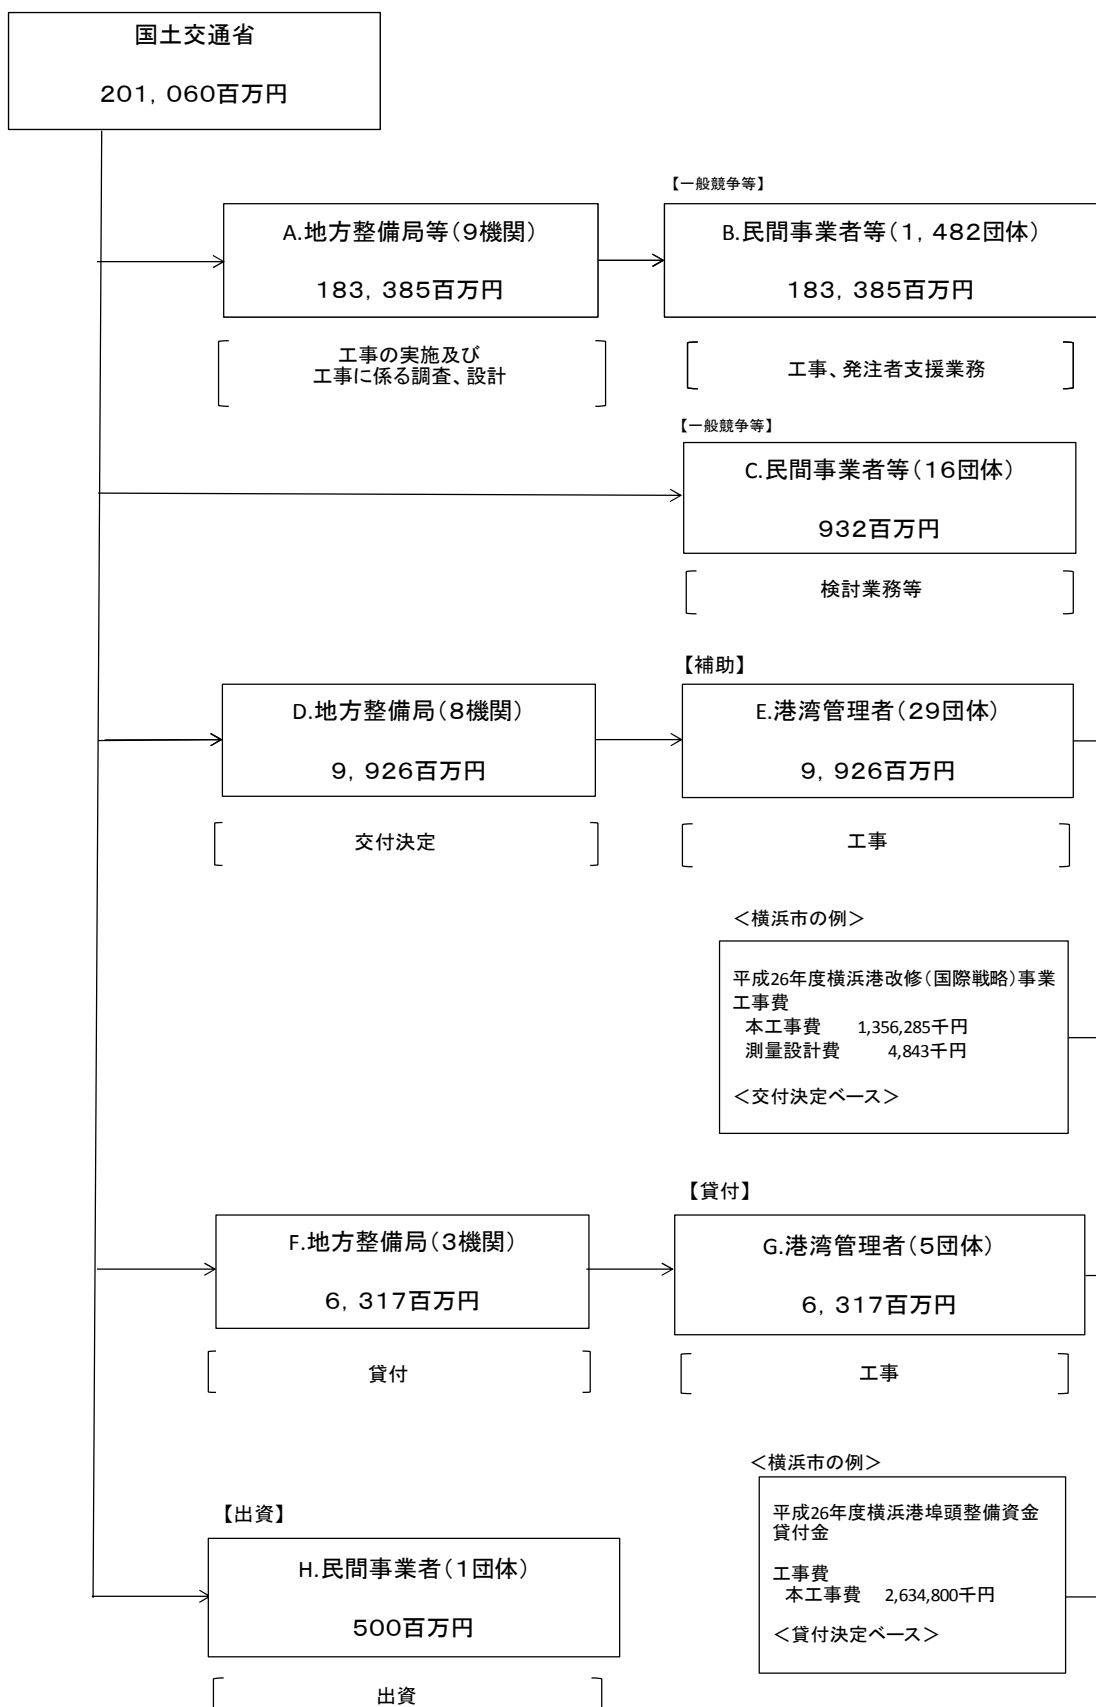 国土交通省
201，060百万円
【一般競争等】
A.地方整備局等（9機関）
183，385百万円
B.民間事業者等（1，482団体）
183，385百万円
工事の実施及び
工事に係る調査、設計
工事、発注者支援業務
【一般競争等】
C.民間事業者等（16団体）
932百万円
検討業務等
【補助】
D.地方整備局（8機関）
9，926百万円
E.港湾管理者（29団体）
9，926百万円
交付決定
工事
＜横浜市の例＞
平成26年度横浜港改修（国際戦略）事業
工事費
本工事費 1,356,285千円
測量設計費 4,843千円
＜交付決定ベース＞
【貸付】
F.地方整備局（3機関）
6，317百万円
G.港湾管理者（5団体）
6，317百万円
貸付
工事
＜横浜市の例＞
平成26年度横浜港埠頭整備資金
貸付金
工事費
本工事費 2,634,800千円
＜貸付決定ベース＞
【出資】
H.民間事業者（1団体）
500百万円
出資